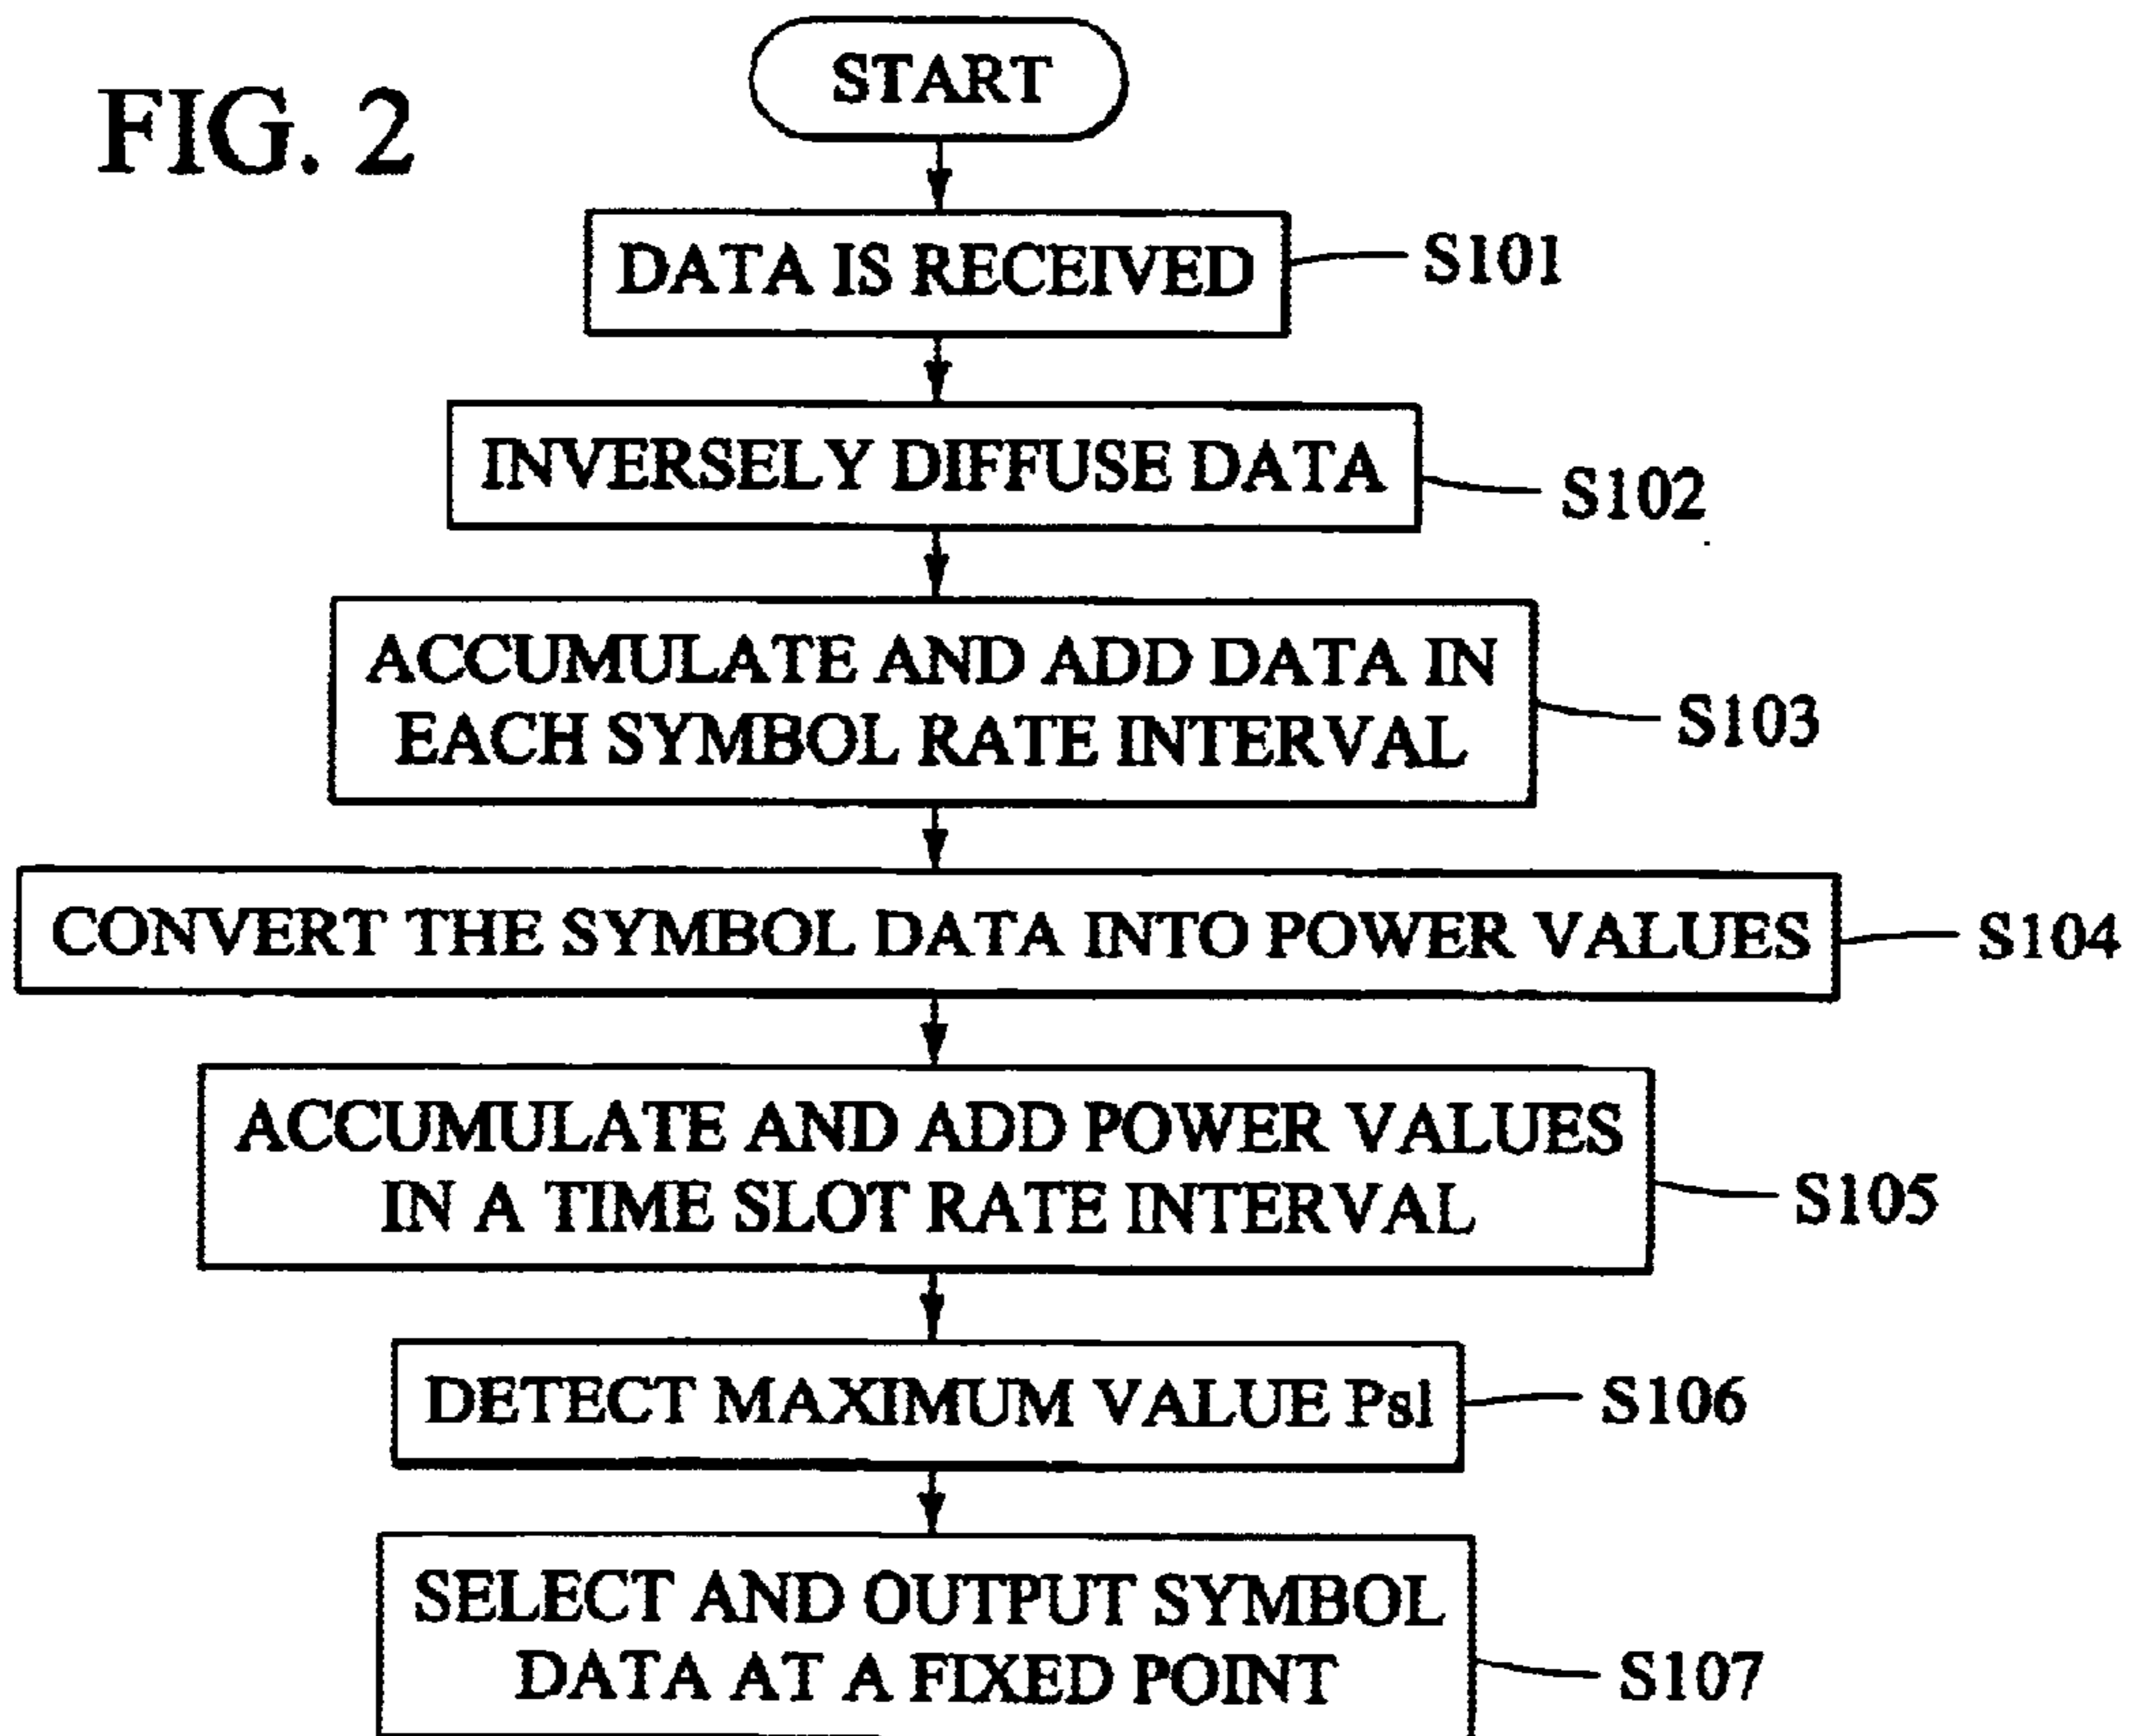 FIG. 2
START
DATA IS RECEIVED
S101
INVERSELY DIFFUSE DATA
S102
ACCUMULATE AND ADD DATA IN
EACH SYMBOL RATE INTERVAL
S103
CONVERT THE SYMBOL DATA INTO POWER VALUES
S104
ACCUMULATE AND ADD POWER VALUES
IN A TIME SLOT RATE INTERVAL
S105
DETECT MAXIMUM VALUE Psl
S106
SELECT AND OUTPUT SYMBOL
DATA AT A FIXED POINT
S107